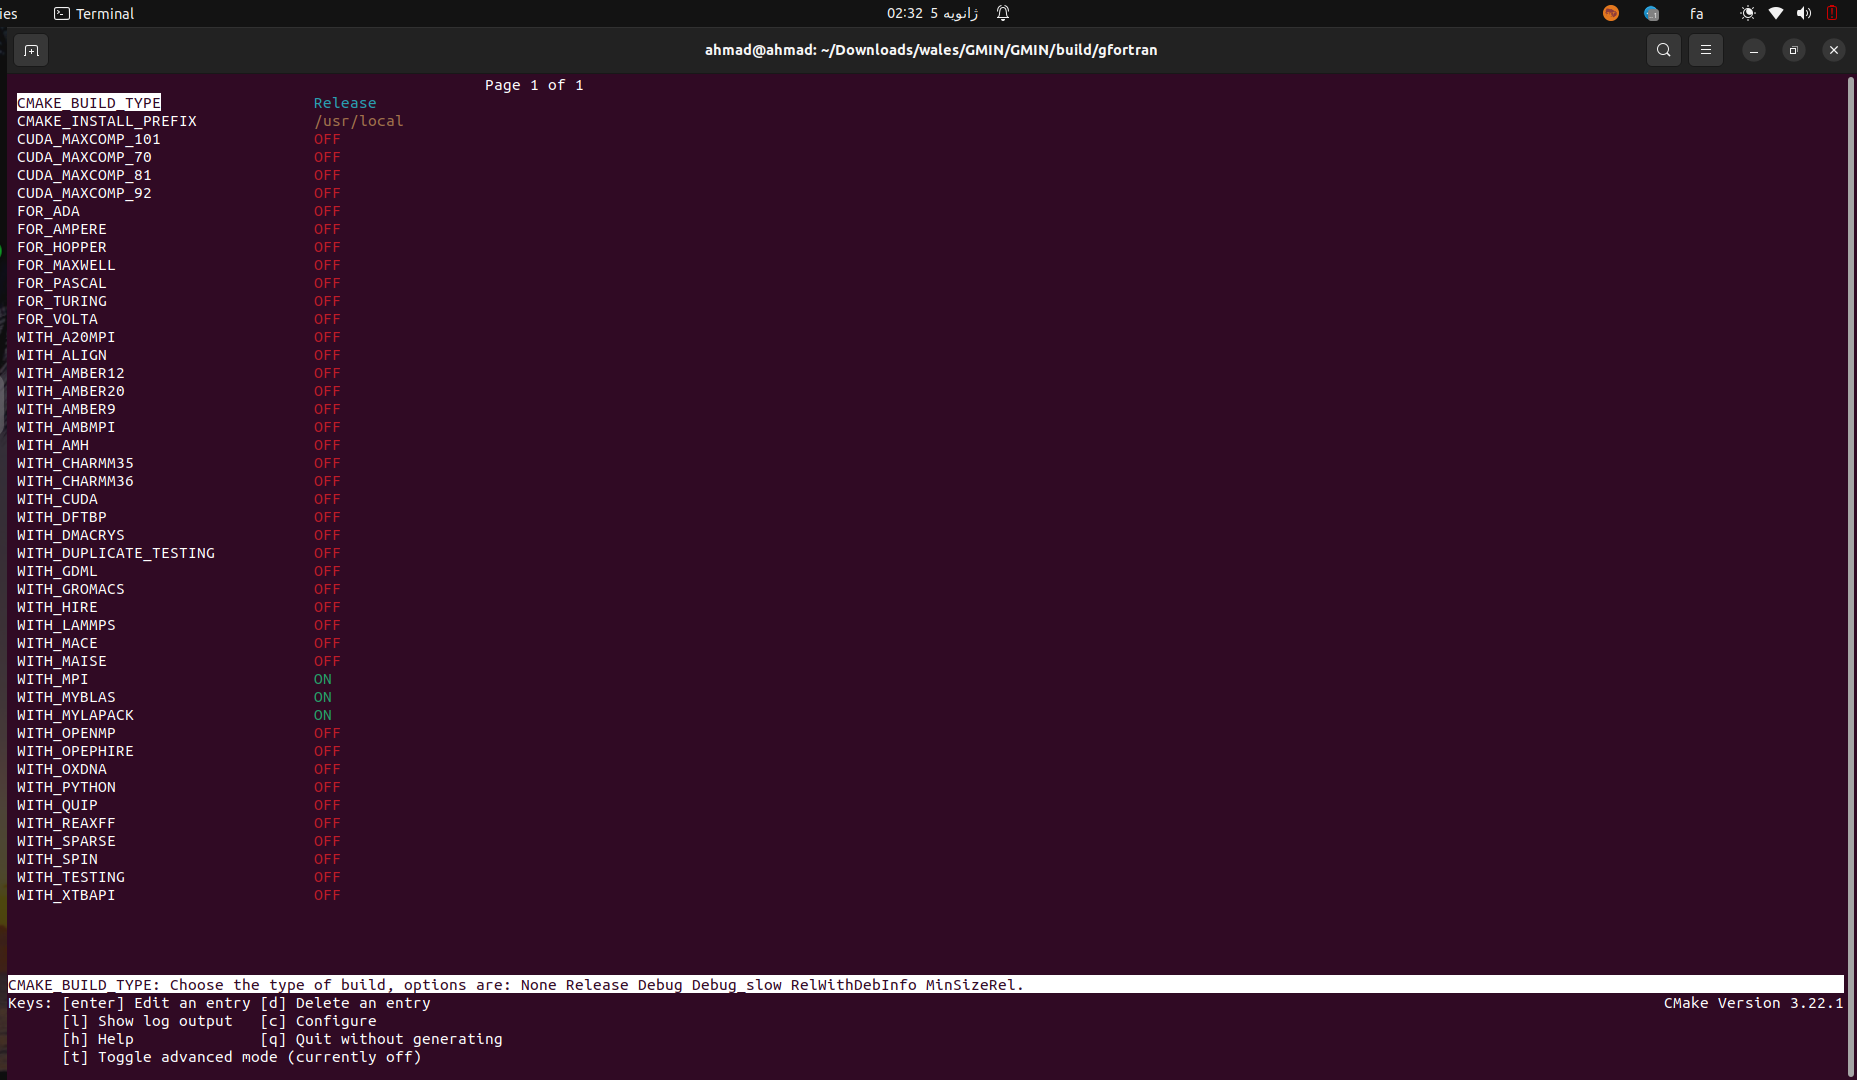 ies Terminal 02:32 5 ژانویه fa
ahmad@ahmad: ~/Downloads/wales/GMIN/GMIN/build/gfortran
Page 1 of 1
CMAKE_BUILD_TYPE Release
CMAKE_INSTALL_PREFIX /usr/local
CUDA_MAXCOMP_101 OFF
CUDA_MAXCOMP_70 OFF
CUDA_MAXCOMP_81 OFF
CUDA_MAXCOMP_92 OFF
FOR_ADA OFF
FOR_AMPERE OFF
FOR_HOPPER OFF
FOR_MAXWELL OFF
FOR_PASCAL OFF
FOR_TURING OFF
FOR_VOLTA OFF
WITH_A20MPI OFF
WITH_ALIGN OFF
WITH_AMBER12 OFF
WITH_AMBER20 OFF
WITH_AMBER9 OFF
WITH_AMBMPI OFF
WITH_AMH OFF
WITH_CHARMM35 OFF
WITH_CHARMM36 OFF
WITH_CUDA OFF
WITH_DFTBP OFF
WITH_DMACRYS OFF
WITH_DUPLICATE_TESTING OFF
WITH_GDML OFF
WITH_GROMACS OFF
WITH_HIRE OFF
WITH_LAMMPS OFF
WITH_MACE OFF
WITH_MAISE OFF
WITH_MPI ON
WITH_MYBLAS ON
WITH_MYLAPACK ON
WITH_OPENMP OFF
WITH_OPEPHIRE OFF
WITH_OXDNA OFF
WITH_PYTHON OFF
WITH_QUIP OFF
WITH_REAXFF OFF
WITH_SPARSE OFF
WITH_SPIN OFF
WITH_TESTING OFF
WITH_XTBAPI OFF
CMAKE_BUILD_TYPE: Choose the type of build, options are: None Release Debug Debug_slow RelWithDebInfo MinSizeRel.
Keys: [enter] Edit an entry [d] Delete an entry CMake Version 3.22.1
[l] Show log output [c] Configure
[h] Help [q] Quit without generating
[t] Toggle advanced mode (currently off)